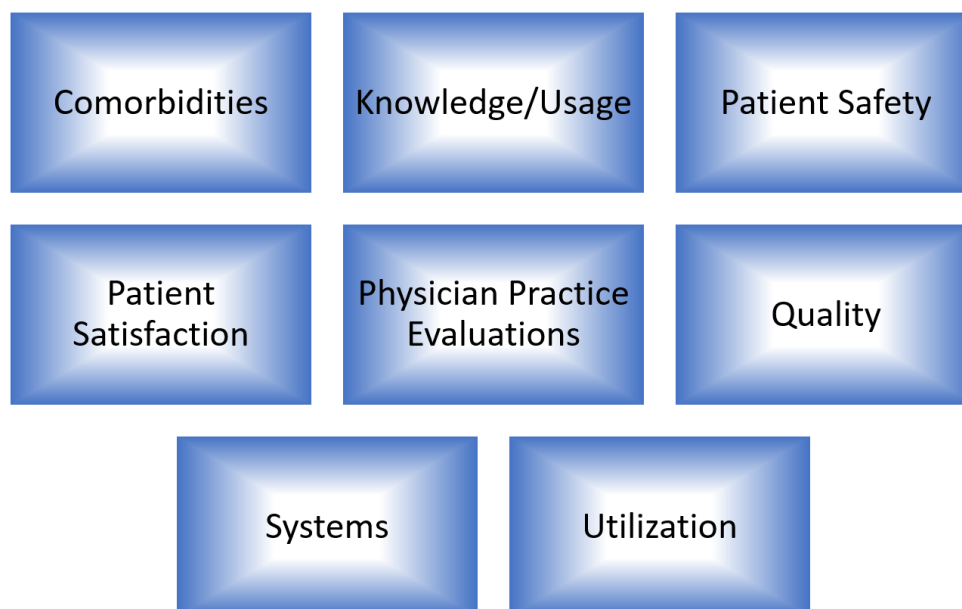 Comorbidities
Knowledge/Usage
Patient Safety
Patient
Satisfaction
Physician Practice
Evaluations
Quality
Systems
Utilization